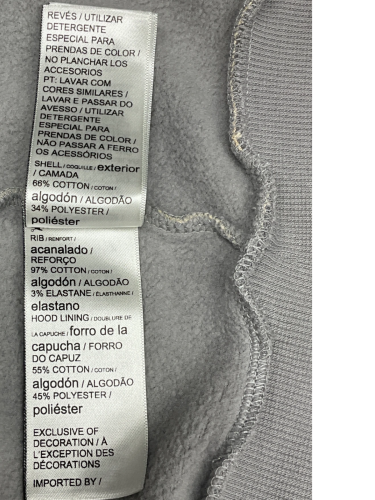 REVÉS / UTILIZAR
DETERGENTE
ESPECIAL PARA
PRENDAS DE COLOR /
NO PLANCHAR LOS
ACCESORIOS
PT: LAVAR COM
CORES SIMILARES /
LAVAR E PASSAR DO
AVESSO / UTILIZAR
DETERGENTE
ESPECIAL PARA
PRENDAS DE COLOR /
NÃO PASSAR A FERRO
OS ACESSÓRIOS
SHELL / COQUILLE / exterior
/ CAMADA
66% COTTON / COTON /
algodón / ALGODÃO
34% POLYESTER /
poliéster
RIB / RENFORT /
acanalado /
REFORÇO
97% COTTON / COTON /
algodón / ALGODÃO
3% ELASTANE / ÉLASTHANNE /
elastano
HOOD LINING / DOUBLURE DE
LA CAPUCHE / forro de la
capucha / FORRO
DO CAPUZ
55% COTTON / COTON /
algodón / ALGODÃO
45% POLYESTER /
poliéster
EXCLUSIVE OF
DECORATION / À
L'EXCEPTION DES
DÉCORATIONS
IMPORTED BY /